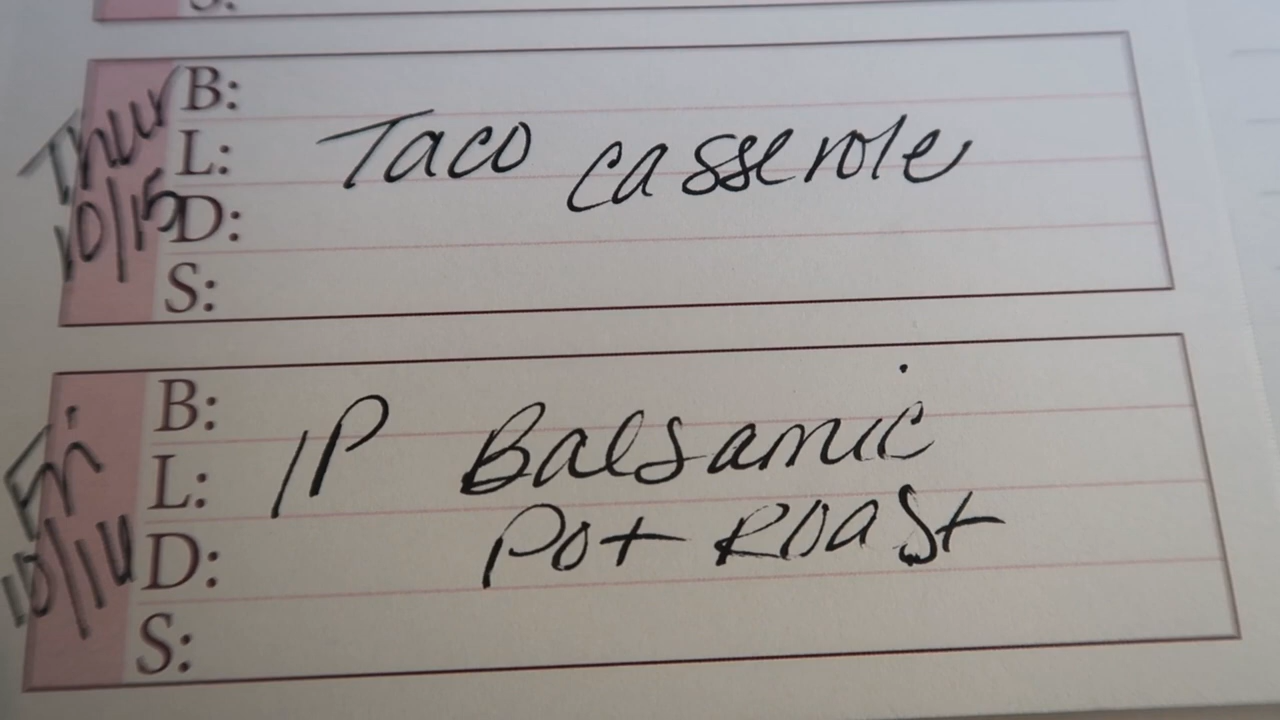 S:
Thur
10/15
B:
L:
D:
S:
Taco casserole
Fri
10/16
B:
L:
D:
S:
IP Balsamic
Pot Roast